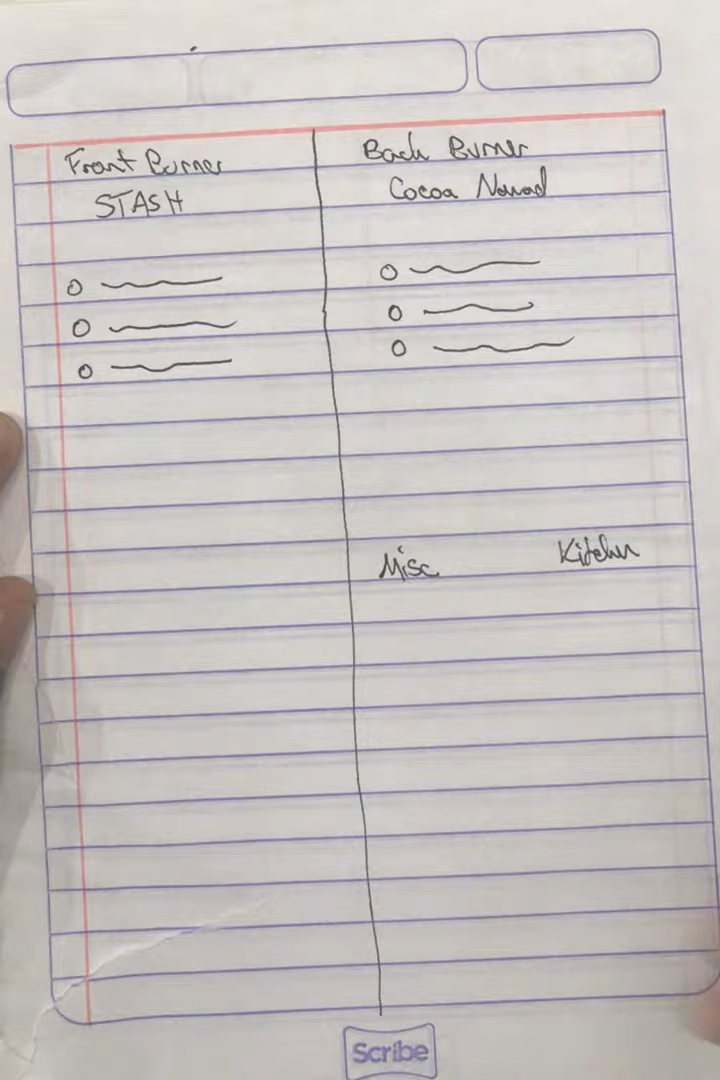 Front Burner
STASH
Back Burner
Cocoa Nomad
Misc
Kitchen
Scribe